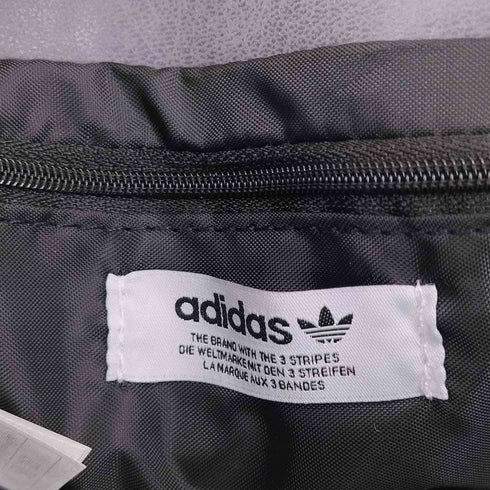 adidas
THE BRAND WITH THE 3 STRIPES
DIE WELTMARKE MIT DEN 3 STREIFEN
LA MARQUE AUX 3 BANDES